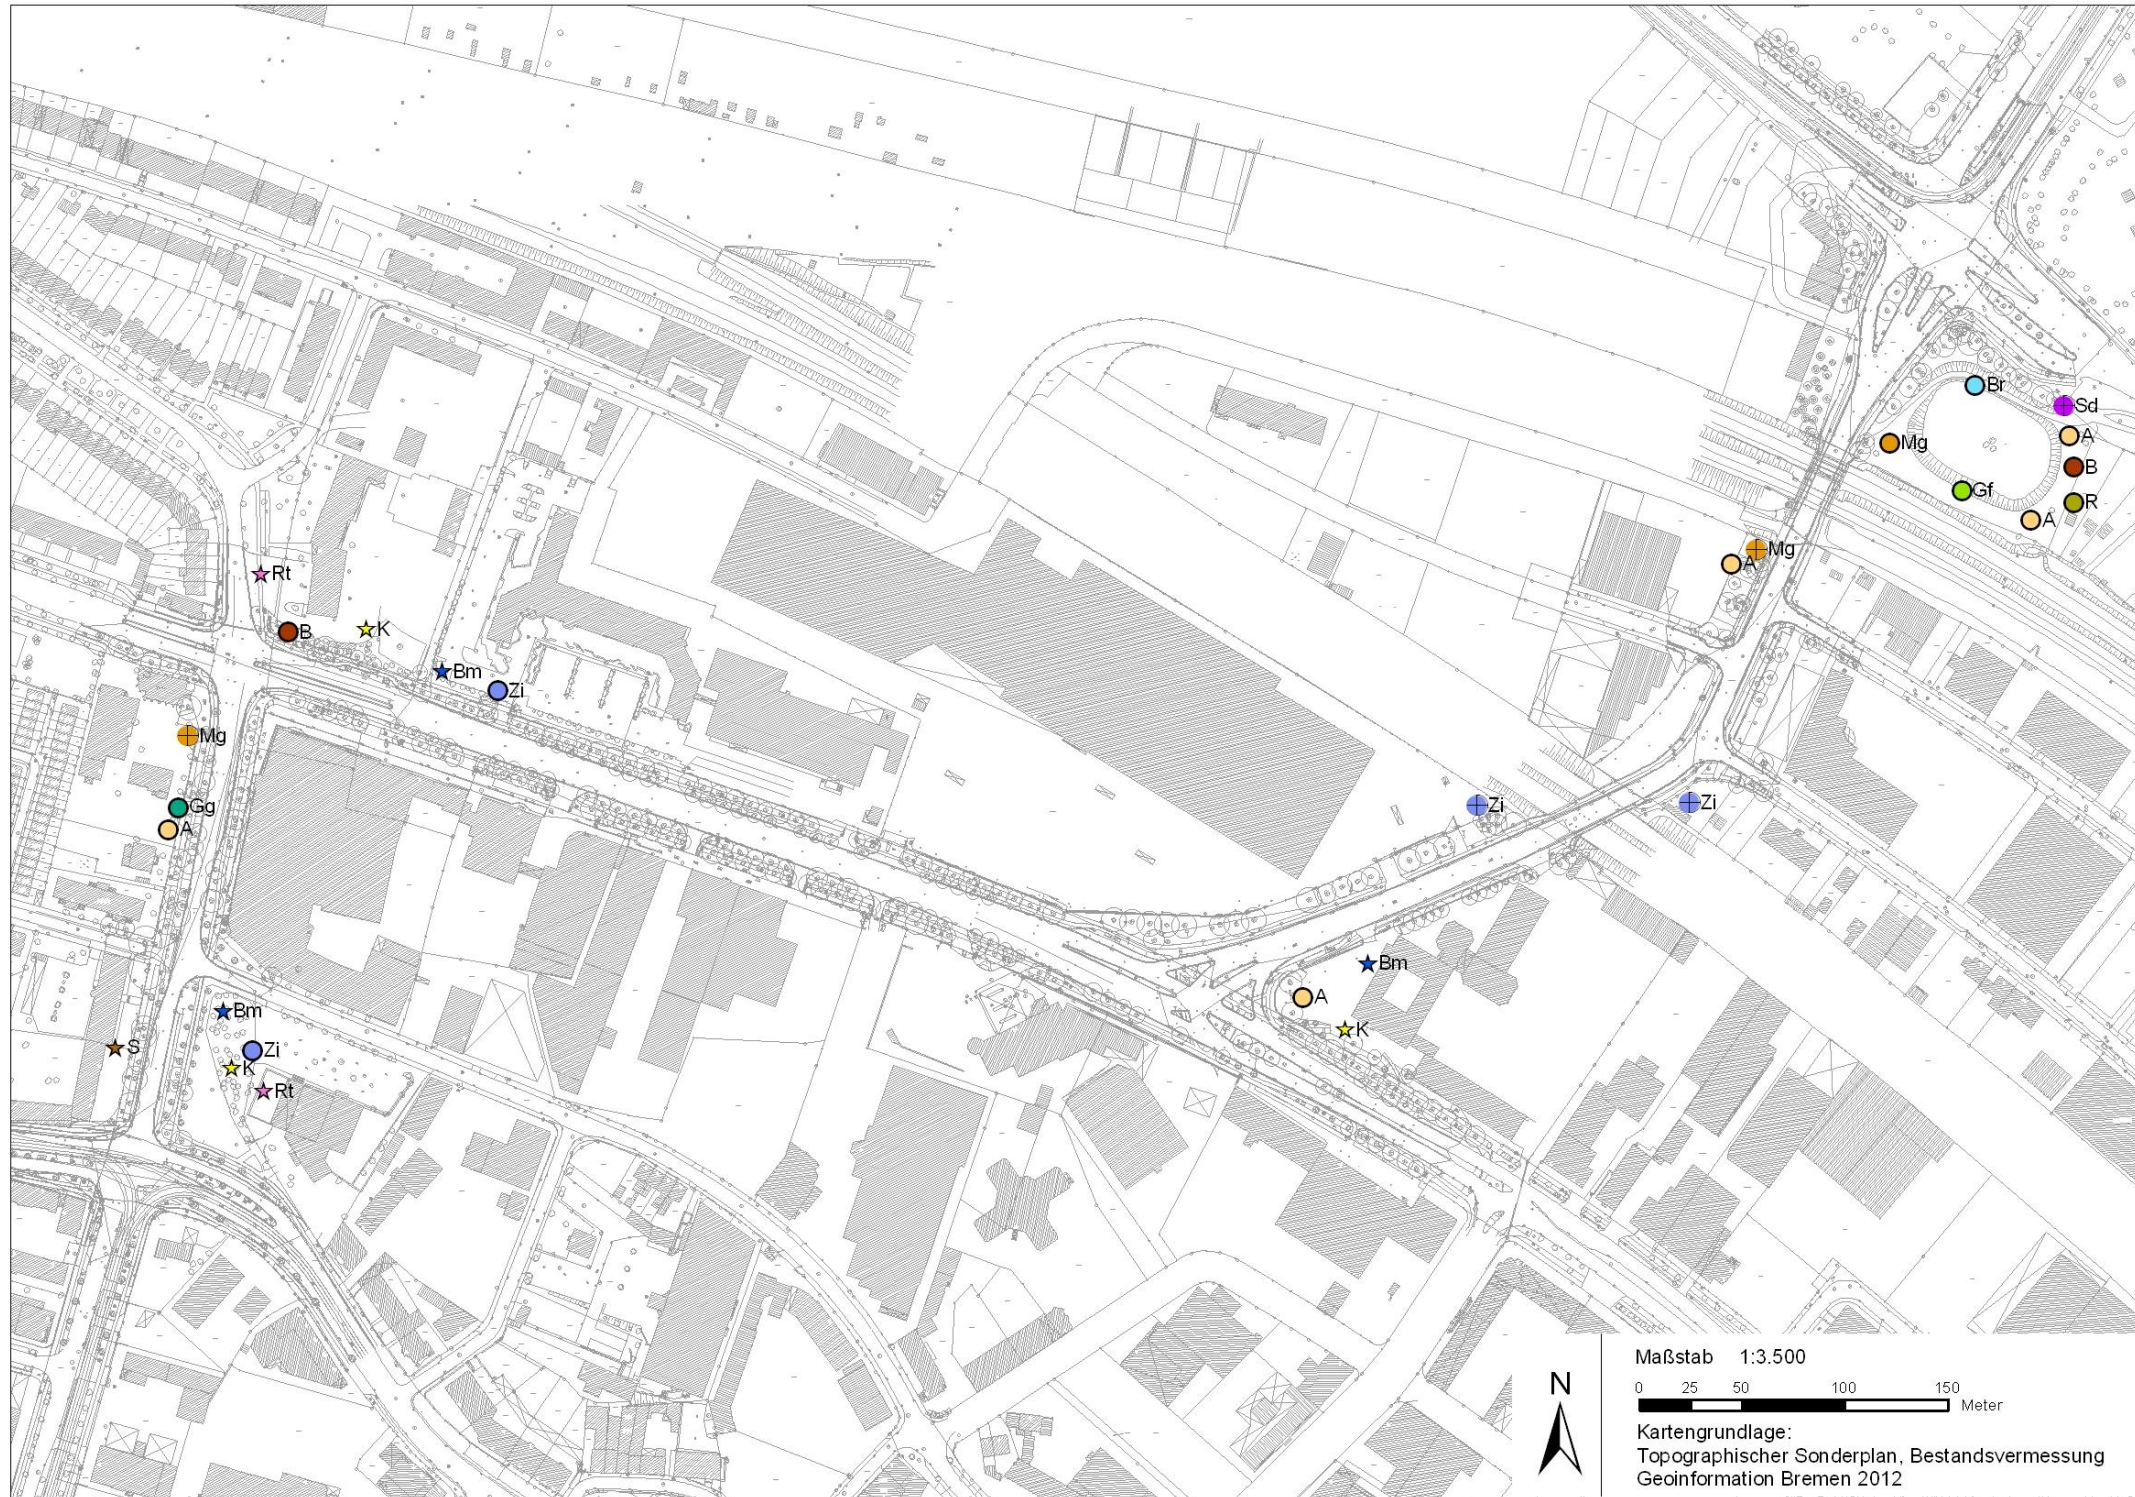 Br
Sd
A
Mg
B
Gf
R
A
Mg
A
Rt
B
K
Bm
Zi
Mg
Zi
Zi
Gg
A
Bm
A
Bm
K
S
Zi
K
Rt
N
Maßstab 1:3.500
0 25 50 100 150
Meter
Kartengrundlage:
Topographischer Sonderplan, Bestandsvermessung
Geoinformation Bremen 2012